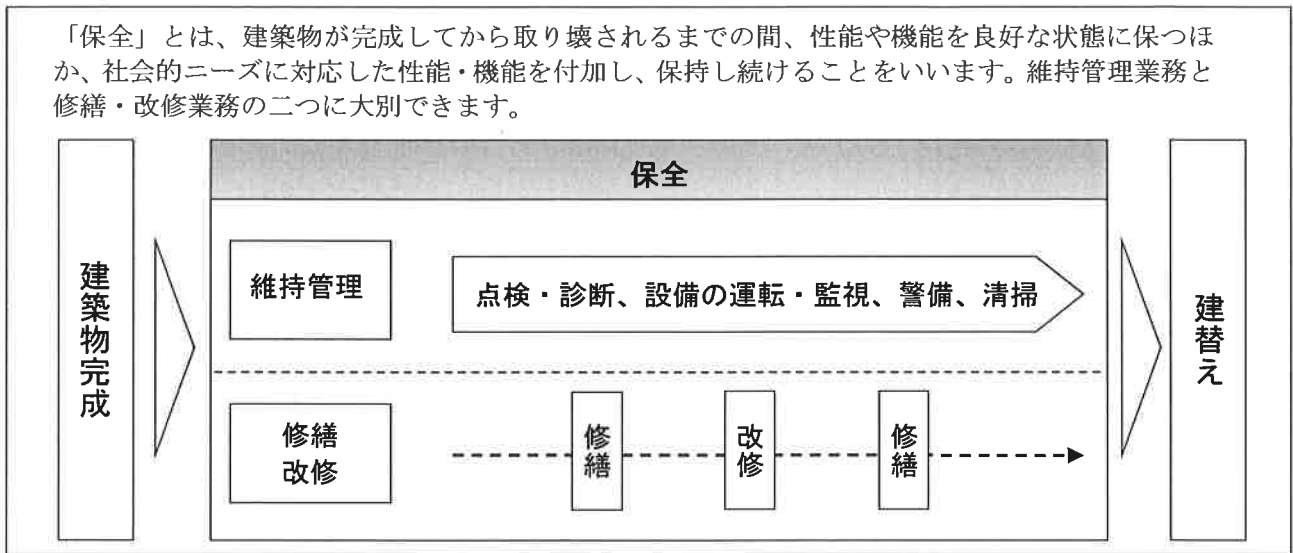 「保全」とは、建築物が完成してから取り壊されるまでの間、性能や機能を良好な状態に保つほ
か、社会的ニーズに対応した性能・機能を付加し、保持し続けることをいいます。維持管理業務と
修繕・改修業務の二つに大別できます。
保全
建築物完成
維持管理
点検・診断、設備の運転・監視、警備、清掃
修繕
改修
修繕
改修
修繕
建替え